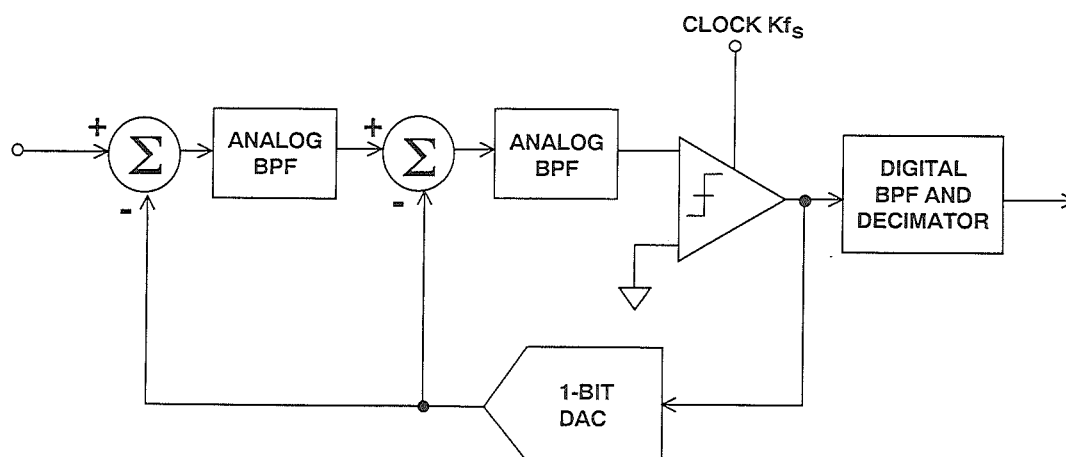 CLOCK Kfs
+
Σ
-
ANALOG
BPF
+
Σ
-
ANALOG
BPF
DIGITAL
BPF AND
DECIMATOR
1-BIT
DAC